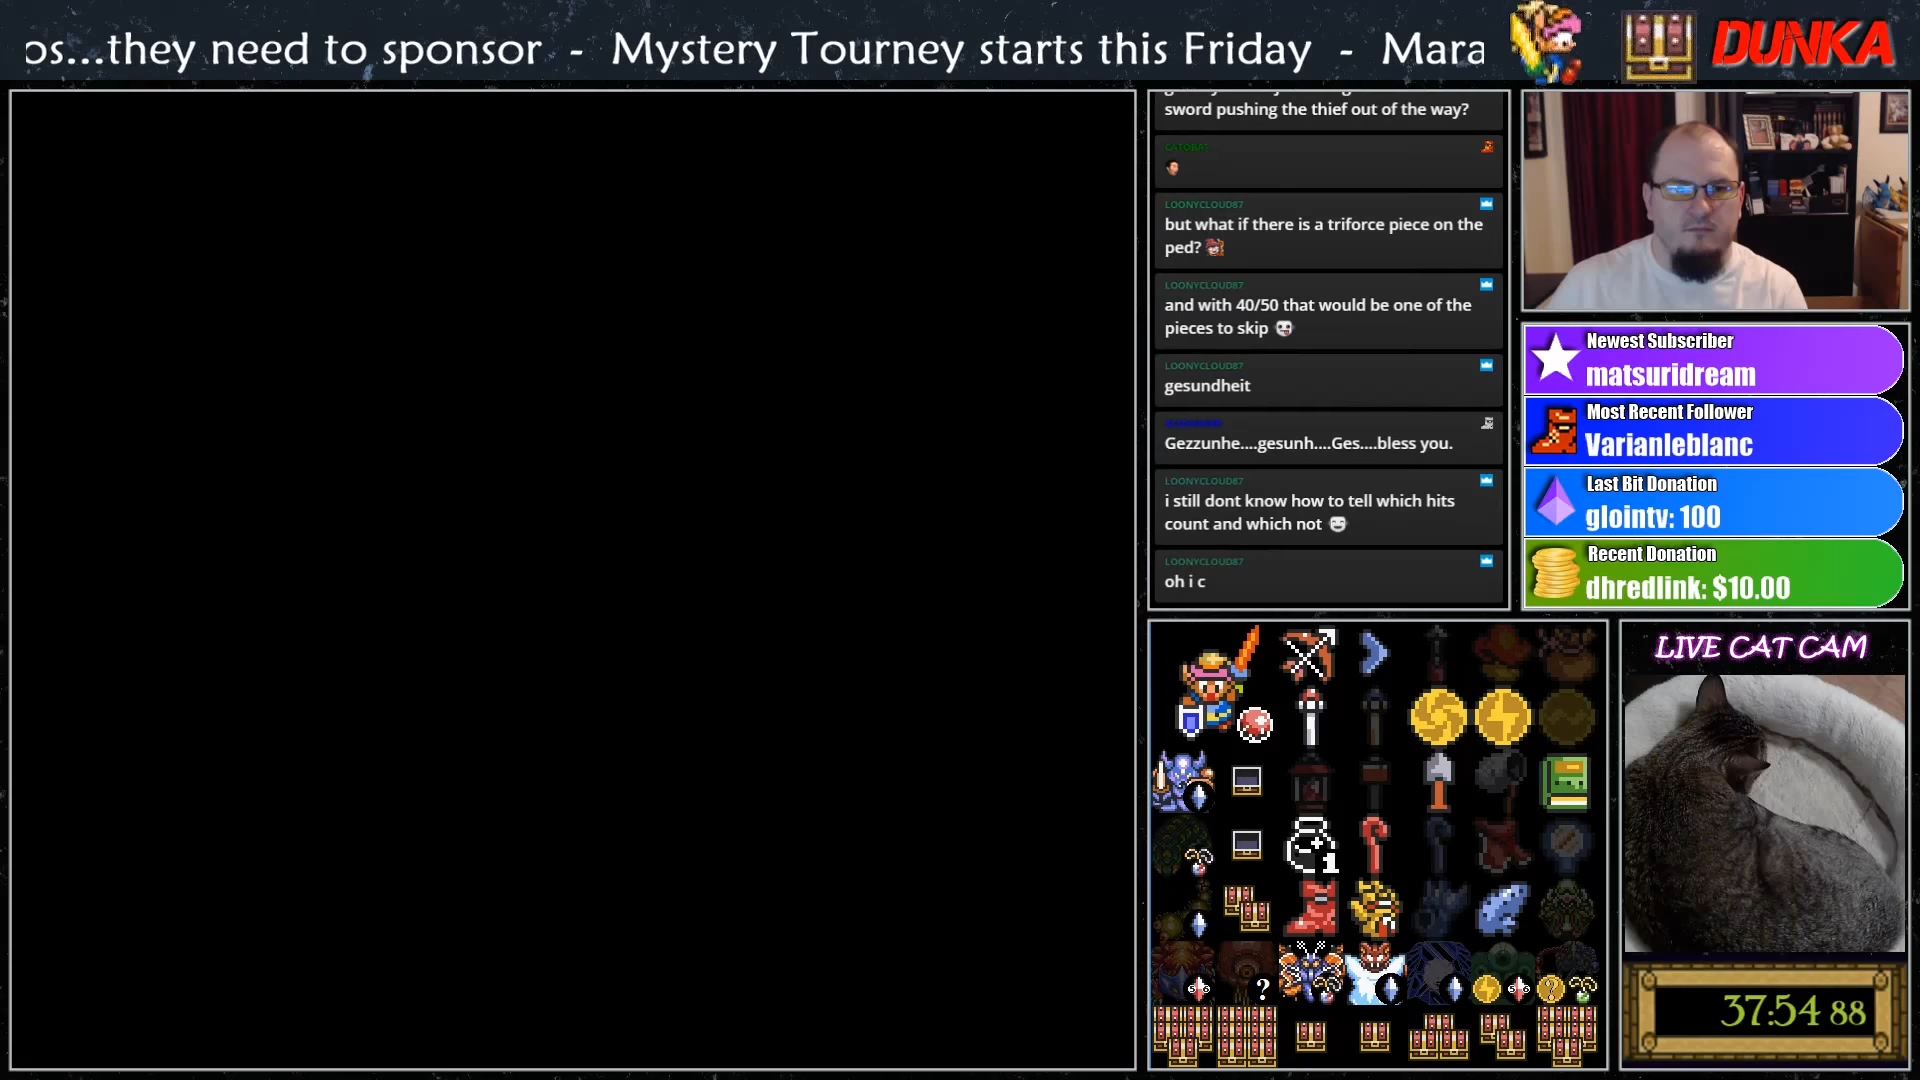 os...they need to sponsor - Mystery Tourney starts this Friday - Mara
DUNKA
sword pushing the thief out of the way?
CATOBAT
LOONYCLOUD87
but what if there is a triforce piece on the
ped?
LOONYCLOUD87
and with 40/50 that would be one of the
pieces to skip
LOONYCLOUD87
gesundheit
Gezzunhe....gesunh....Ges....bless you.
LOONYCLOUD87
i still dont know how to tell which hits
count and which not
LOONYCLOUD87
oh i c
Newest Subscriber
matsuridream
Most Recent Follower
Varianleblanc
Last Bit Donation
glointv: 100
Recent Donation
dhredlink: $10.00
LIVE CAT CAM
1
?
?
37:54 88